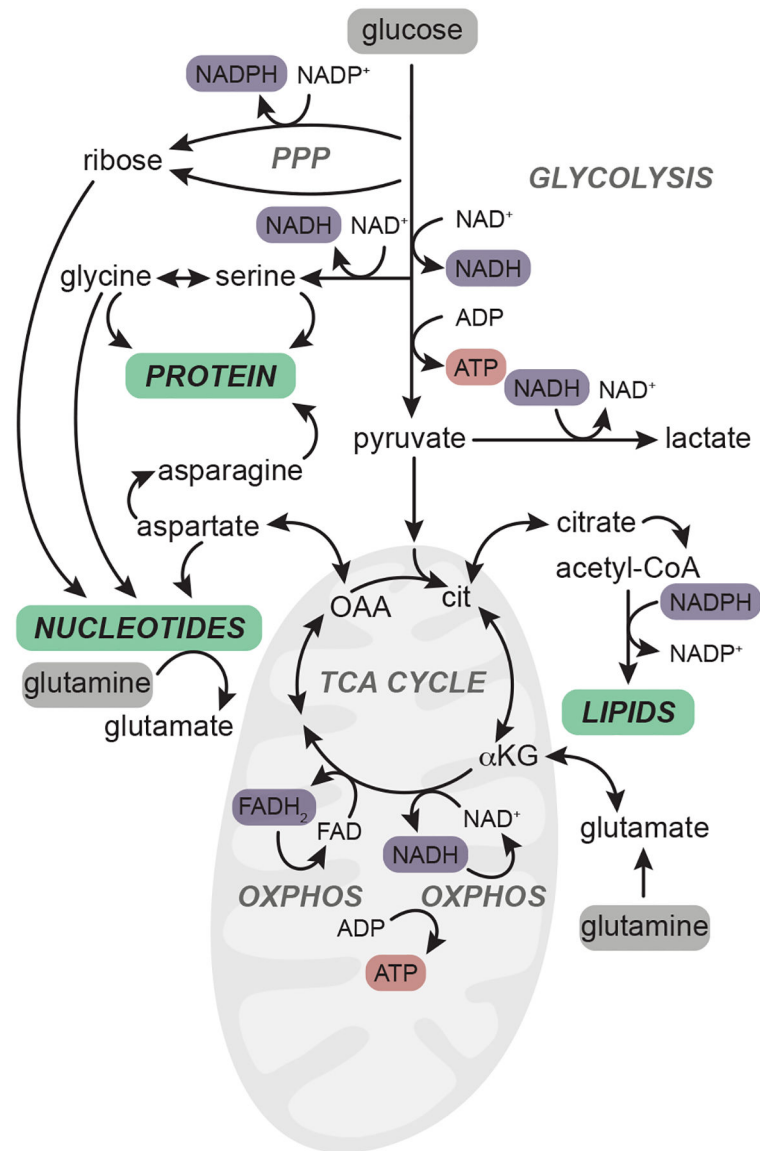 glucose
NADPH NADP⁺
ribose
PPP
GLYCOLYSIS
NADH NAD⁺
NAD⁺
NADH
glycine serine
ADP
ATP
PROTEIN
NADH NAD⁺
pyruvate
lactate
asparagine
aspartate
citrate
acetyl-CoA
OAA
cit
NADPH
NADP⁺
NUCLEOTIDES
glutamine
glutamate
TCA CYCLE
LIPIDS
αKG
FADH₂
FAD
NAD⁺
NADH
glutamate
OXPHOS
OXPHOS
glutamine
ADP
ATP